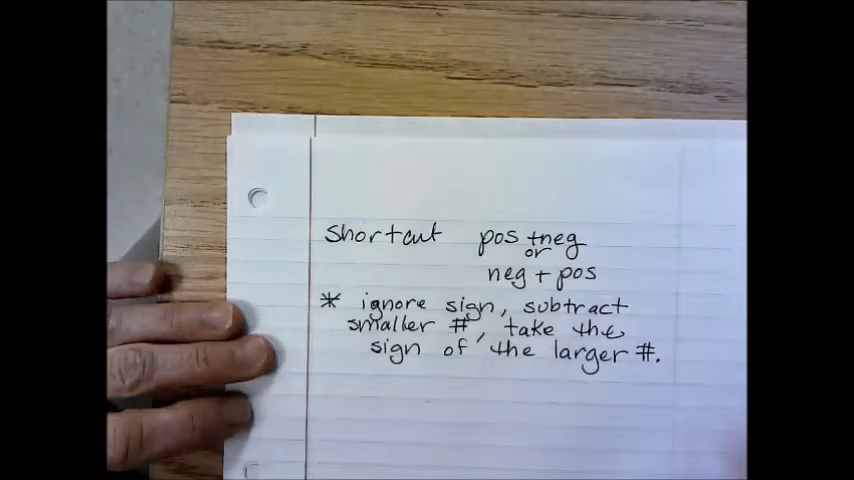 shortcut pos + neg
or
neg + pos
* ignore sign, subtract
smaller #, take the
sign of the larger #.